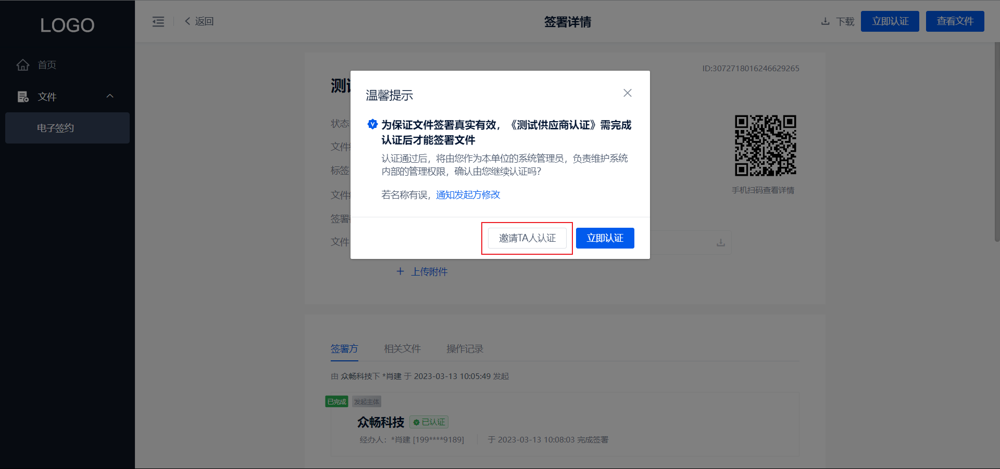 LOGO
首页
文件
电子签约
返回
签署详情
下载
立即认证
查看文件
ID:3072718016246629265
测
状态
文件
标签
文件
签署
文件
手机扫码查看详情
温馨提示
为保证文件签署真实有效，《测试供应商认证》需完成
认证后才能签署文件
认证通过后，将由您作为本单位的系统管理员，负责维护系统
内部的管理权限，确认由您继续认证吗?
若名称有误，通知发起方修改
邀请TA人认证
立即认证
上传附件
签署方
相关文件
操作记录
由 众畅科技下 *肖建 于 2023-03-13 10:05:49 发起
已完成
发起主体
众畅科技
已认证
经办人：*肖建 [199****9189]
于 2023-03-13 10:08:03 完成签署